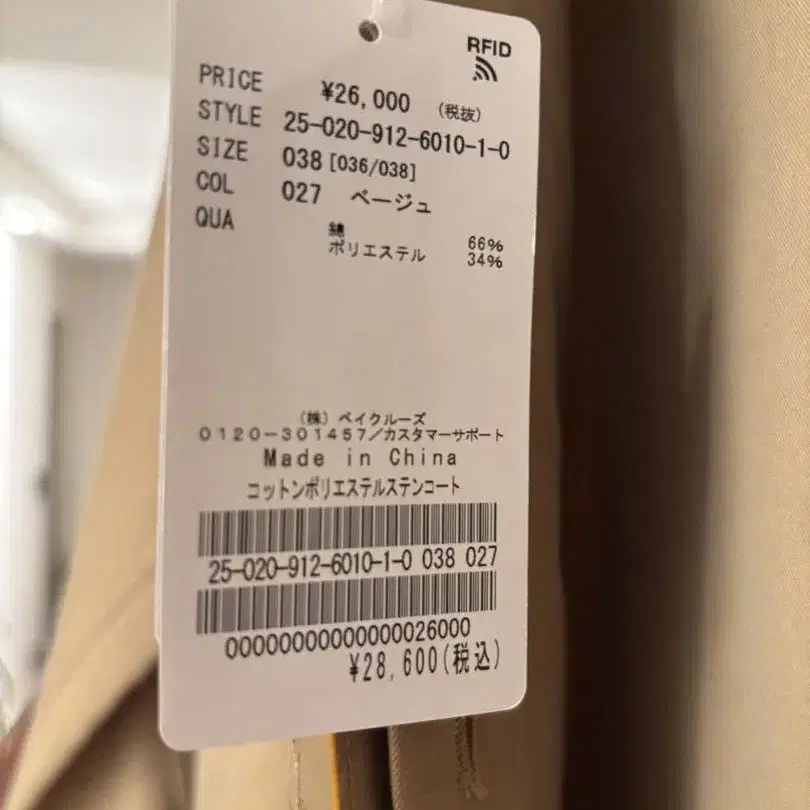 RFID
PRICE ¥26,000 (税抜)
STYLE 25-020-912-6010-1-0
SIZE 038 [036/038]
COL 027 ベージュ
QUA 綿 66%
ポリエステル 34%
(株) ベイクルーズ
0120-301457/カスタマーサポート
Made in China
コットンポリエステルステンコート
25-020-912-6010-1-0 038 027
00000000000000026000
¥28,600(税込)